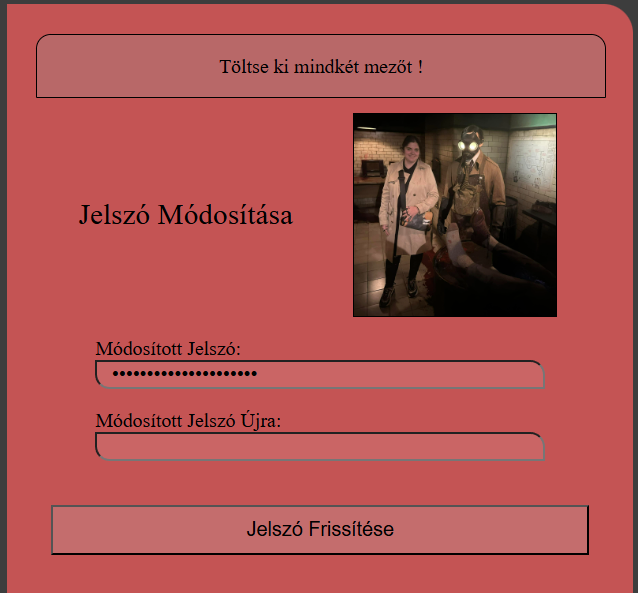 Töltse ki mindkét mezőt !
Jelszó Módosítása
Módosított Jelszó:
••••••••••••••••••••••
Módosított Jelszó Újra:
Jelszó Frissítése